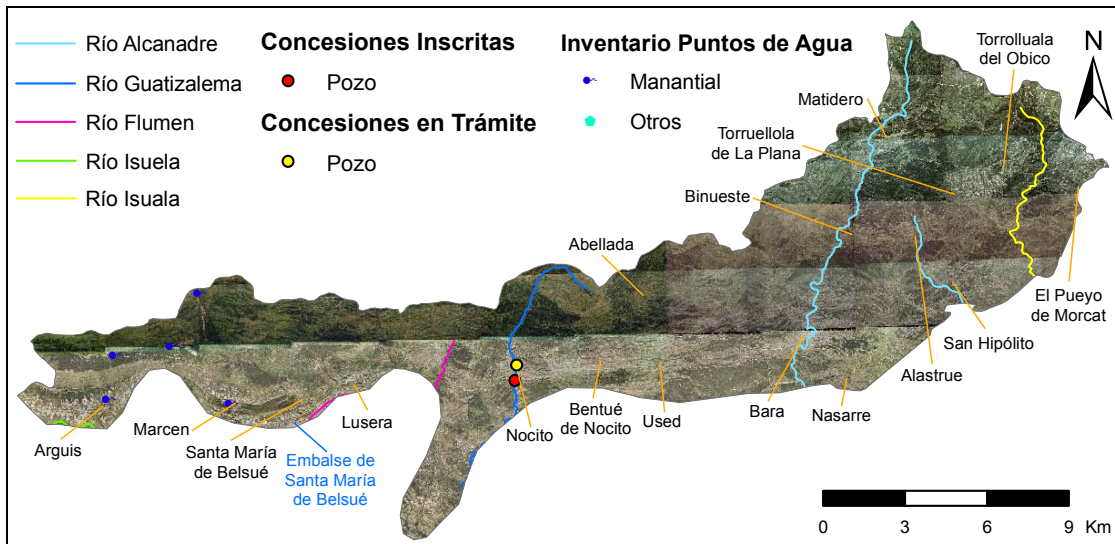 Río Alcanadre
Río Guatizalema
Río Flumen
Río Isuela
Río Isuala
Concesiones Inscritas
Pozo
Concesiones en Trámite
Pozo
Inventario Puntos de Agua
Manantial
Otros
Torrolluala
del Obico
N
Matidero
Torruellola
de La Plana
Binueste
Abellada
El Pueyo
de Morcat
San Hipólito
Alastrue
Nasarre
Bara
Used
Bentué
de Nocito
Nocito
Lusera
Embalse de
Santa María
de Belsué
Santa María
de Belsué
Marcen
Arguis
0 3 6 9 Km